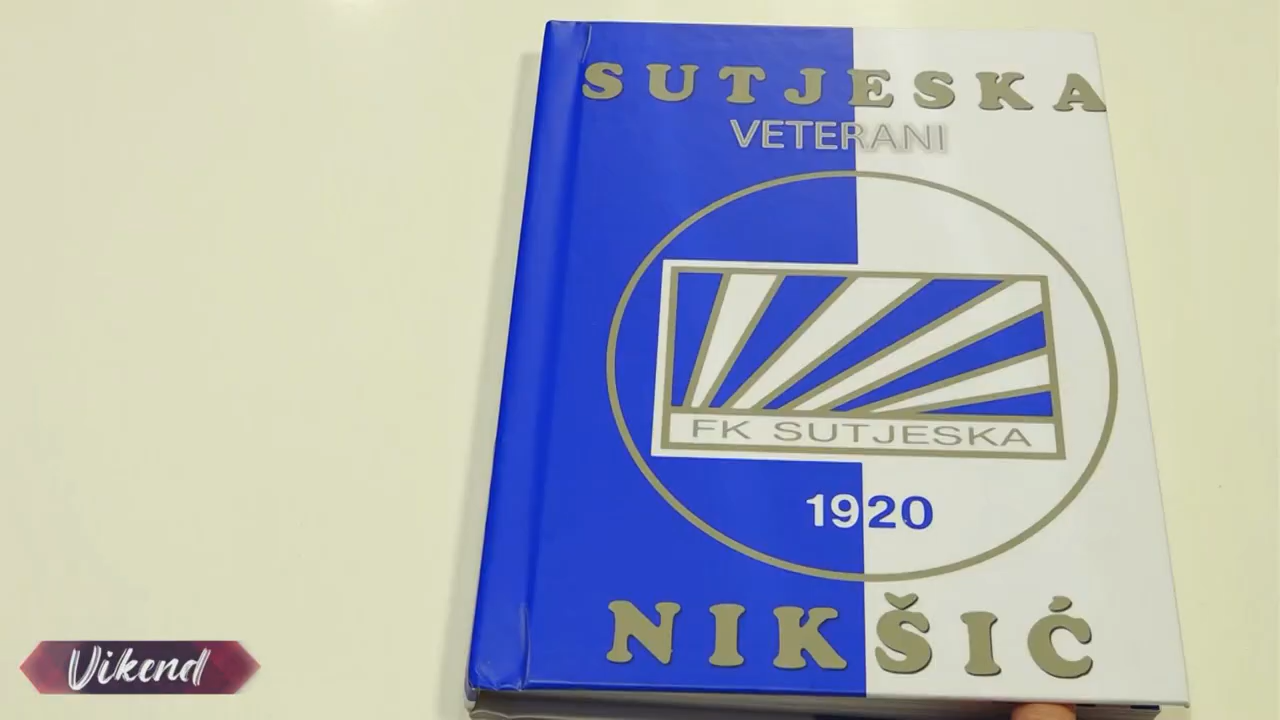 SUTJESKA
VETERANI
FK SUTJESKA
1920
NIKŠIĆ
Vikend